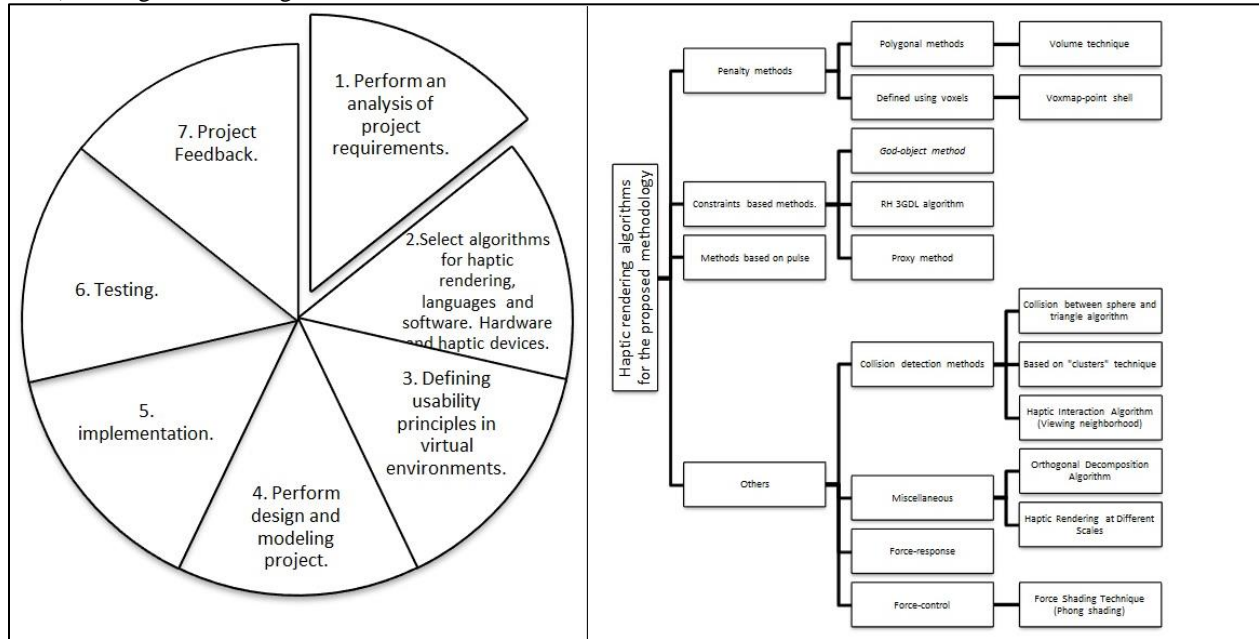 1. Perform an
analysis of
project
requirements.
2.Select algorithms
for haptic
rendering,
languages and
software. Hardware
and haptic devices.
3. Defining
usability
principles in
virtual
environments.
4. Perform
design and
modeling
project.
5.
implementation.
6. Testing.
7. Project
Feedback.
Haptic rendering algorithms
for the proposed methodology
Penalty methods
Polygonal methods
Volume technique
Defined using voxels
Voxmap-point shell
Constraints based methods.
God-object method
RH 3GDL algorithm
Proxy method
Methods based on pulse
Others
Collision detection methods
Collision between sphere and
triangle algorithm
Based on "clusters" technique
Haptic Interaction Algorithm
(Viewing neighborhood)
Miscellaneous
Orthogonal Decomposition
Algorithm
Haptic Rendering at Different
Scales
Force-response
Force-control
Force Shading Technique
(Phong shading)